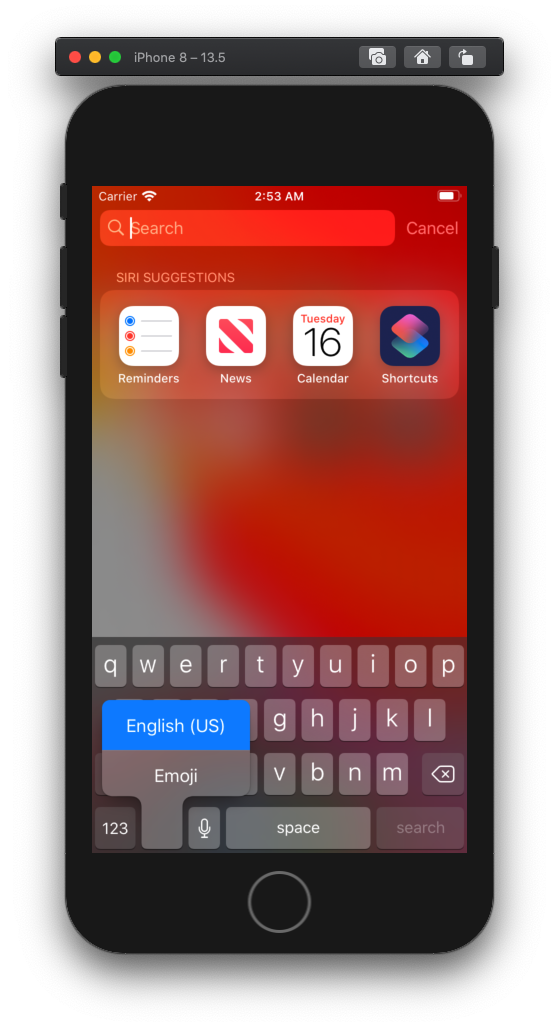 iPhone 8 – 13.5
Carrier 2:53 AM
Search Cancel
SIRI SUGGESTIONS
Tuesday
16
Reminders News Calendar Shortcuts
q w e r t y u i o p
g h j k l
English (US)
v b n m
Emoji
123 space search